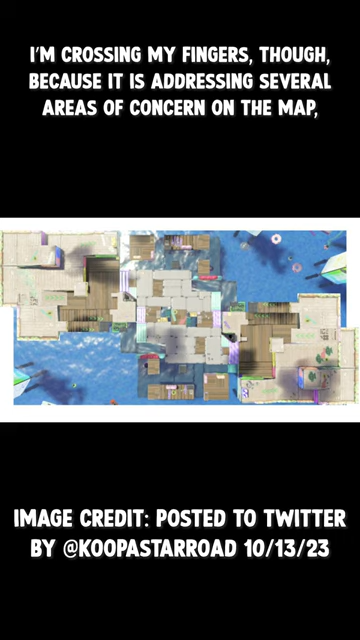 I'M CROSSING MY FINGERS, THOUGH,
BECAUSE IT IS ADDRESSING SEVERAL
AREAS OF CONCERN ON THE MAP,
IMAGE CREDIT: POSTED TO TWITTER
BY @KOOPASTARROAD 10/13/23